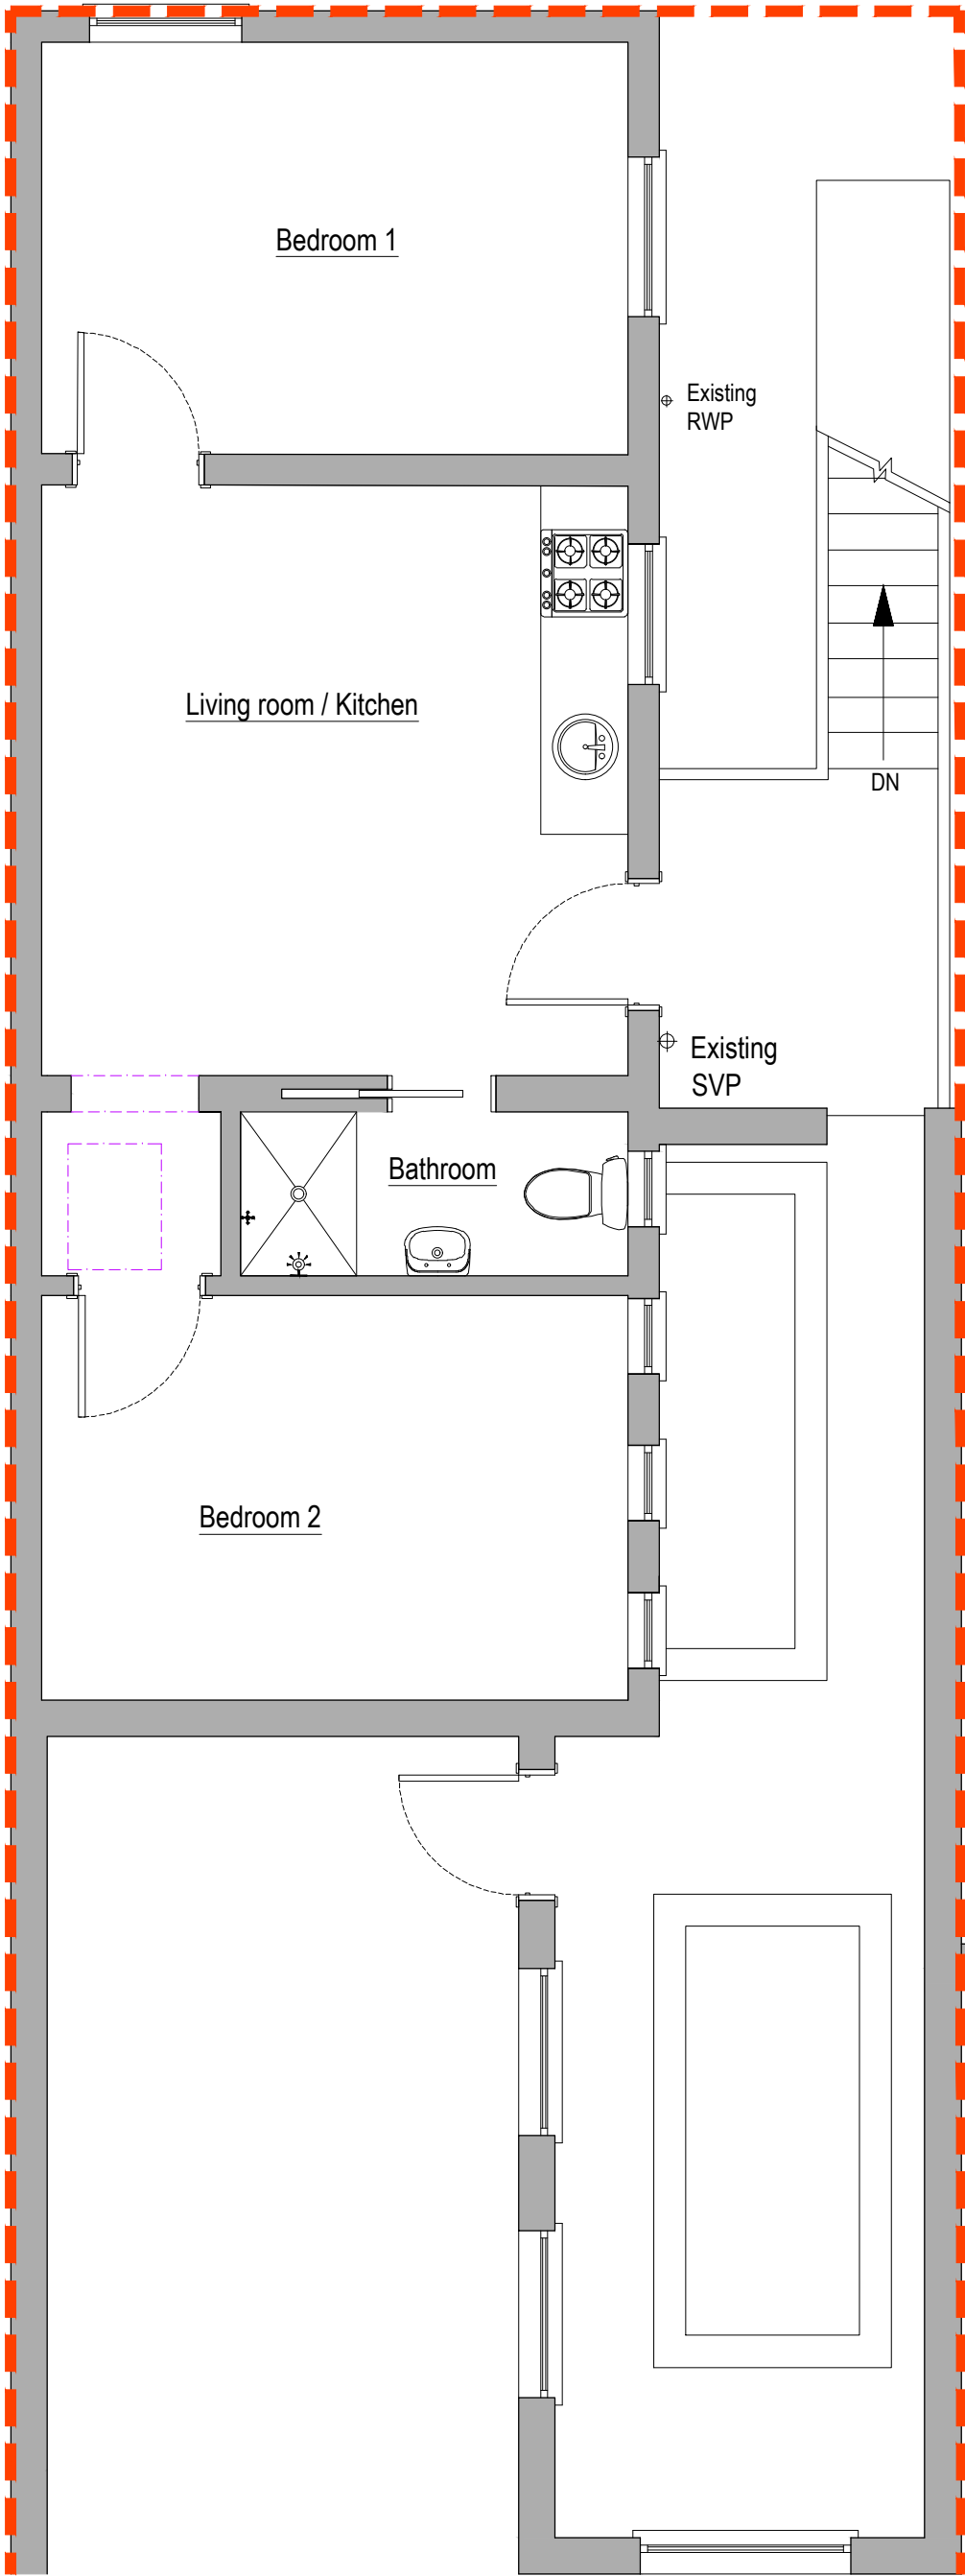 Bedroom 1
Existing
RWP
Living room / Kitchen
DN
Existing
SVP
Bathroom
Bedroom 2